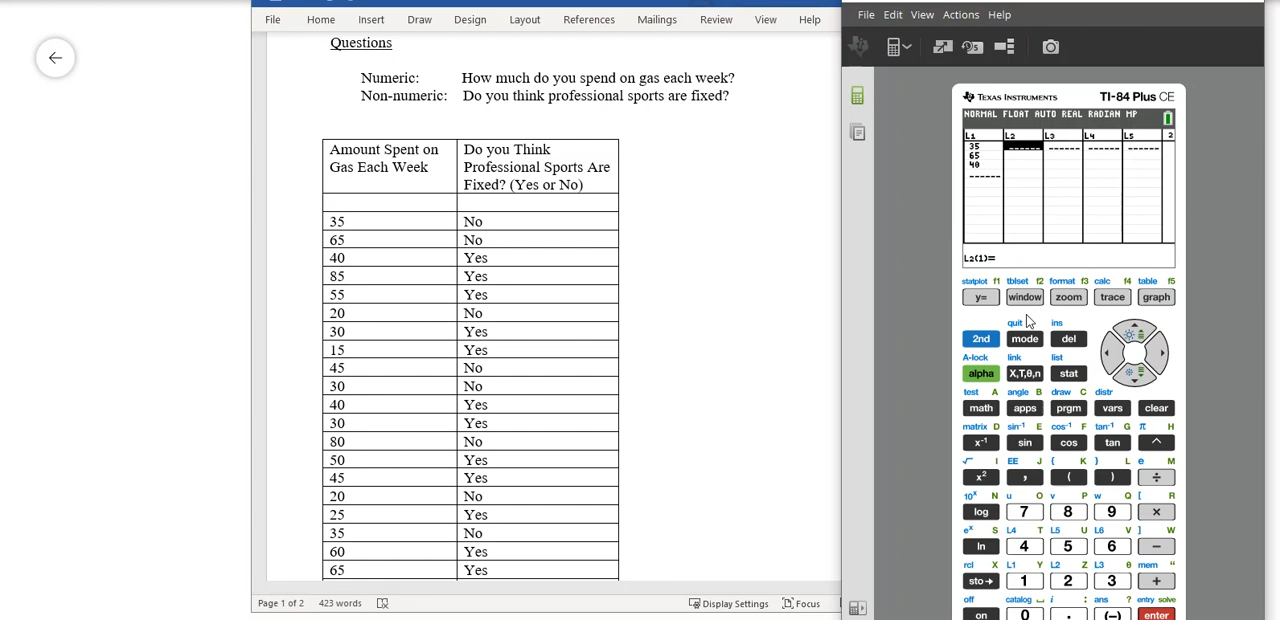 File Home Insert Draw Design Layout References Mailings Review View Help
Questions
Numeric: How much do you spend on gas each week?
Non-numeric: Do you think professional sports are fixed?
Amount Spent on Gas Each Week | Do you Think Professional Sports Are Fixed? (Yes or No)
35 No
65 No
40 Yes
85 Yes
55 Yes
20 No
30 Yes
15 Yes
45 No
30 No
40 Yes
30 Yes
80 No
50 Yes
45 Yes
20 No
25 Yes
35 No
60 Yes
65 Yes
Page 1 of 2 423 words Display Settings Focus
File Edit View Actions Help
TEXAS INSTRUMENTS TI-84 Plus CE
NORMAL FLOAT AUTO REAL RADIAN MP
L1 L2 L3 L4 L5 2
35
65
40
L2(1)=
statplot f1 tblset f2 format f3 calc f4 table f5
y= window zoom trace graph
quit ins
2nd mode del
A-lock link list
alpha X,T,θ,n stat
test A angle B draw C distr
math apps prgm vars clear
matrix D sin⁻¹ E cos⁻¹ F tan⁻¹ G π H
x⁻¹ sin cos tan ^
√ I EE J { K } L e M
x² , ( ) ÷
10ˣ N u O v P w Q [ R
log 7 8 9 ×
eˣ S L4 T L5 U L6 V ] W
ln 4 5 6 −
rcl X L1 Y L2 Z L3 θ mem "
sto→ 1 2 3 +
off catalog i : ans ? entry solve
on 0 . (−) enter